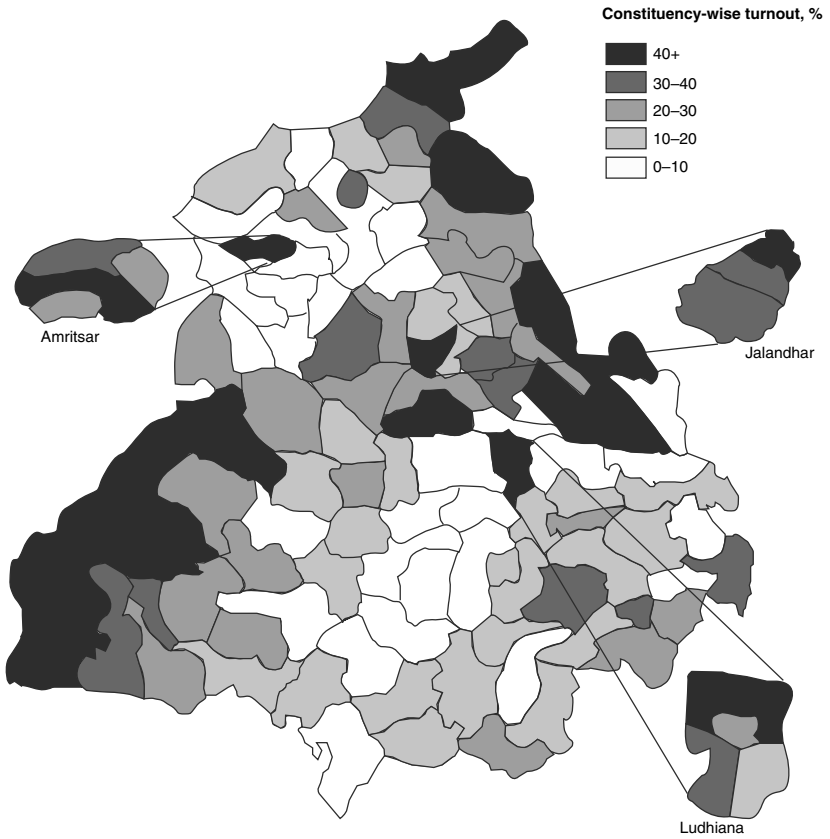 Constituency-wise turnout, %
40+
30–40
20–30
10–20
0–10
Amritsar
Jalandhar
Ludhiana